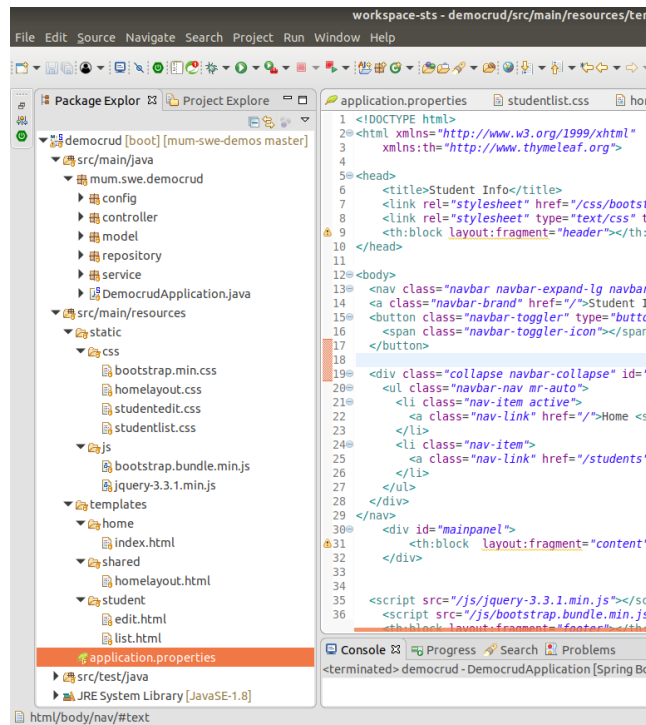 workspace-sts - democrud/src/main/resources/ter
File Edit Source Navigate Search Project Run Window Help
Package Explor
Project Explore
democrud [boot] [mum-swe-demos master]
src/main/java
mum.swe.democrud
config
controller
model
repository
service
DemocrudApplication.java
src/main/resources
static
css
bootstrap.min.css
homelayout.css
studentedit.css
studentlist.css
js
bootstrap.bundle.min.js
jquery-3.3.1.min.js
templates
home
index.html
shared
homelayout.html
student
edit.html
list.html
application.properties
src/test/java
JRE System Library [JavaSE-1.8]
application.properties
studentlist.css
1 <!DOCTYPE html>
2 <html xmlns="http://www.w3.org/1999/xhtml"
3 xmlns:th="http://www.thymeleaf.org">
4
5 <head>
6 <title>Student Info</title>
7 <link rel="stylesheet" href="/css/bootst
8 <link rel="stylesheet" type="text/css" t
9 <th:block layout:fragment="header"></th:
10 </head>
11
12 <body>
13 <nav class="navbar navbar-expand-lg navbar
14 <a class="navbar-brand" href="/">Student I
15 <button class="navbar-toggler" type="butto
16 <span class="navbar-toggler-icon"></span
17 </button>
18
19 <div class="collapse navbar-collapse" id="
20 <ul class="navbar-nav mr-auto">
21 <li class="nav-item active">
22 <a class="nav-link" href="/">Home <s
23 </li>
24 <li class="nav-item">
25 <a class="nav-link" href="/students"
26 </li>
27 </ul>
28 </div>
29 </nav>
30 <div id="mainpanel">
31 <th:block layout:fragment="content"
32 </div>
33
34
35 <script src="/js/jquery-3.3.1.min.js"></sc
36 <script src="/js/bootstrap.bundle.min.js
<th:block layout:fragment="footer"></th
Console Progress Search Problems
<terminated> democrud - DemocrudApplication [Spring Bo
html/body/nav/#text